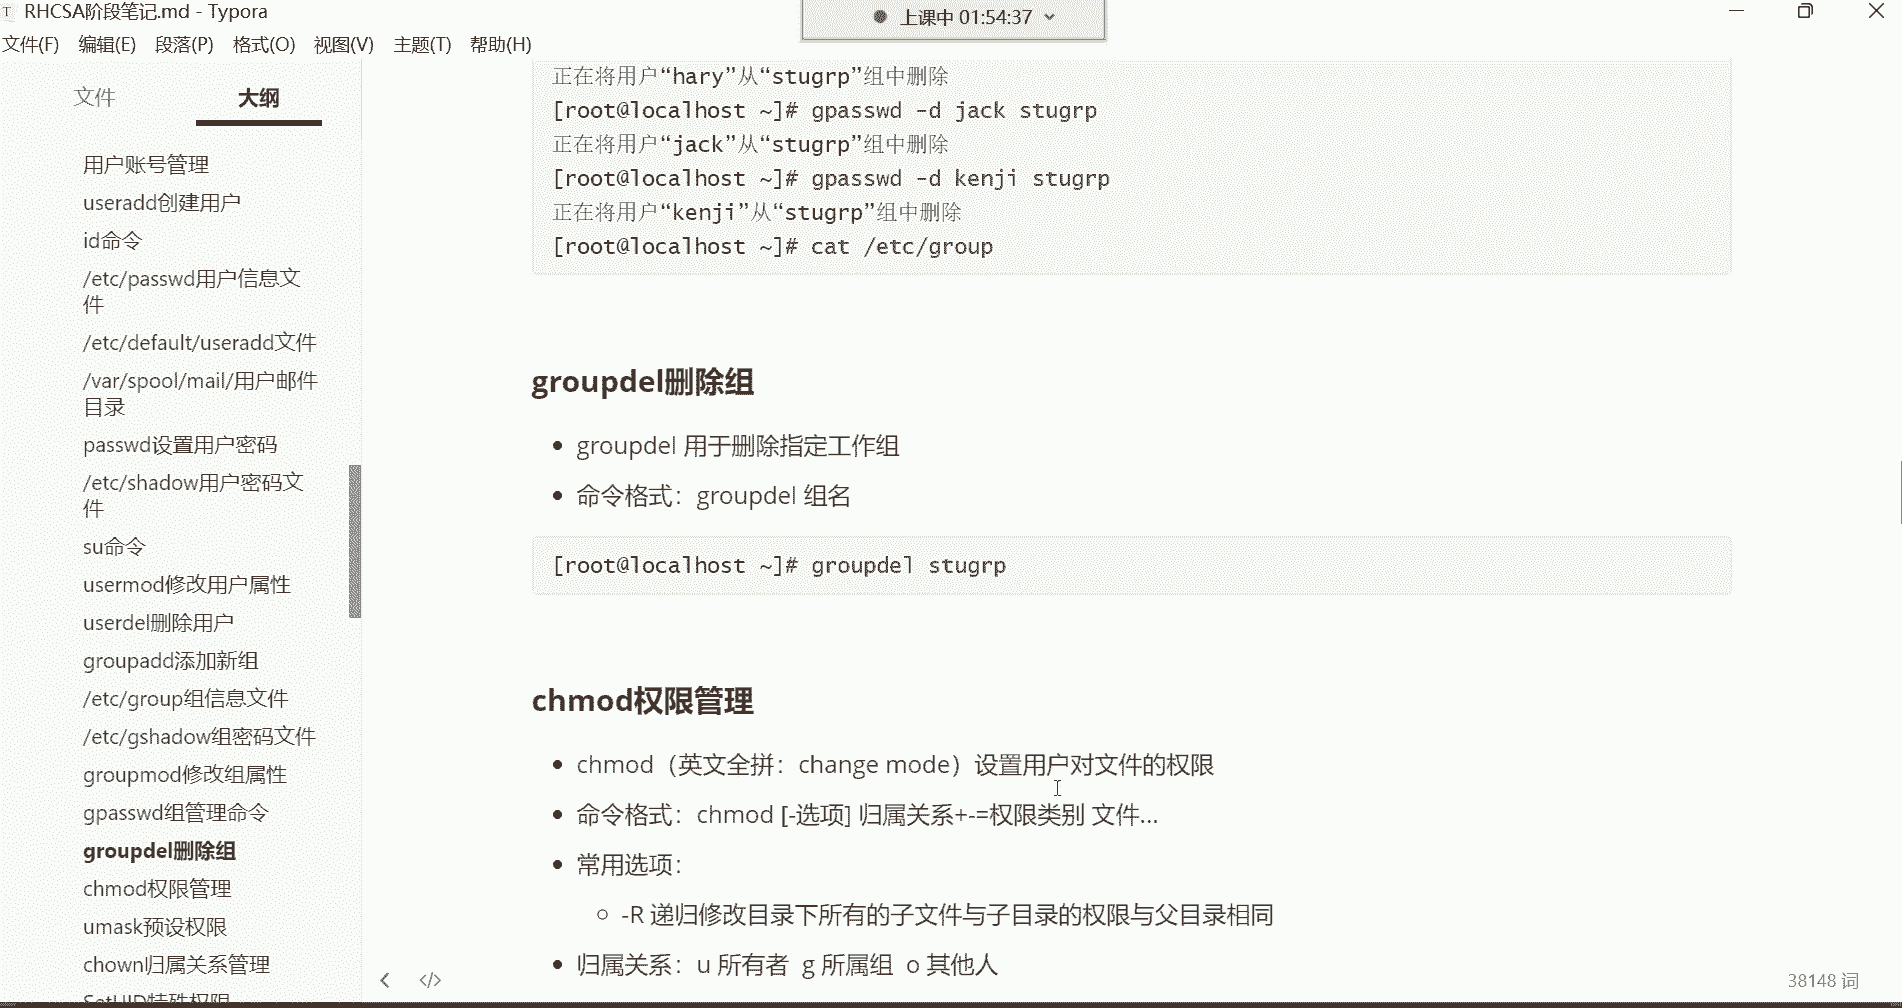 RHCSA阶段笔记.md - Typora
上课中 01:54:37
文件(F) 编辑(E) 段落(P) 格式(O) 视图(V) 主题(T) 帮助(H)
文件 大纲
用户账号管理
useradd创建用户
id命令
/etc/passwd用户信息文
件
/etc/default/useradd文件
/var/spool/mail/用户邮件
目录
passwd设置用户密码
/etc/shadow用户密码文
件
su命令
usermod修改用户属性
userdel删除用户
groupadd添加新组
/etc/group组信息文件
/etc/gshadow组密码文件
groupmod修改组属性
gpasswd组管理命令
groupdel删除组
chmod权限管理
umask预设权限
chown归属关系管理
SetUID特殊权限
正在将用户“hary”从“stugrp”组中删除
[root@localhost ~]# gpasswd -d jack stugrp
正在将用户“jack”从“stugrp”组中删除
[root@localhost ~]# gpasswd -d kenji stugrp
正在将用户“kenji”从“stugrp”组中删除
[root@localhost ~]# cat /etc/group
groupdel删除组
groupdel 用于删除指定工作组
命令格式：groupdel 组名
[root@localhost ~]# groupdel stugrp
chmod权限管理
chmod（英文全拼：change mode）设置用户对文件的权限
命令格式：chmod [-选项] 归属关系+-=权限类别 文件...
常用选项：
-R 递归修改目录下所有的子文件与子目录的权限与父目录相同
归属关系：u 所有者 g 所属组 o 其他人
38148 词